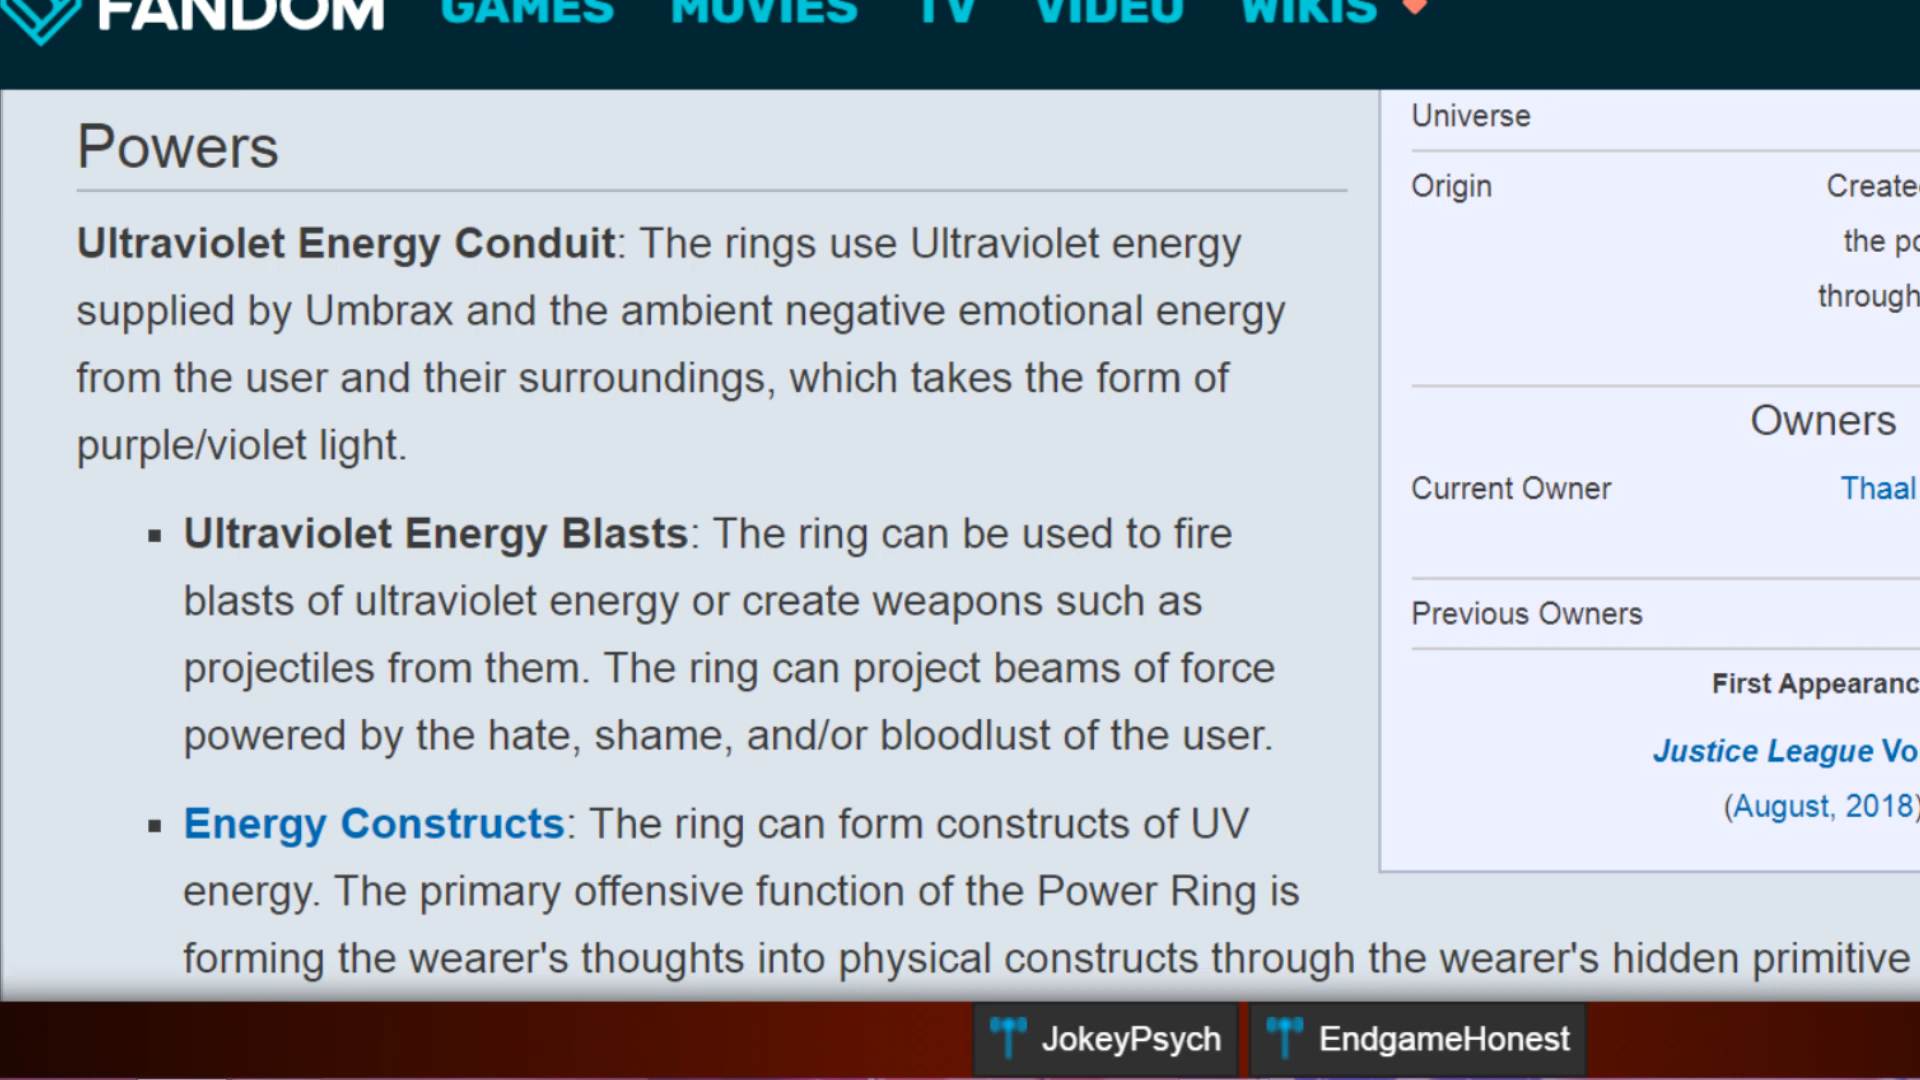 FANDOM GAMES MOVIES TV VIDEO WIKIS
Powers
Ultraviolet Energy Conduit: The rings use Ultraviolet energy
supplied by Umbrax and the ambient negative emotional energy
from the user and their surroundings, which takes the form of
purple/violet light.
▪ Ultraviolet Energy Blasts: The ring can be used to fire
blasts of ultraviolet energy or create weapons such as
projectiles from them. The ring can project beams of force
powered by the hate, shame, and/or bloodlust of the user.
▪ Energy Constructs: The ring can form constructs of UV
energy. The primary offensive function of the Power Ring is
forming the wearer's thoughts into physical constructs through the wearer's hidden primitive
Universe
Origin Create
the po
through
Owners
Current Owner Thaal
Previous Owners
First Appearanc
Justice League Vo
(August, 2018)
JokeyPsych EndgameHonest